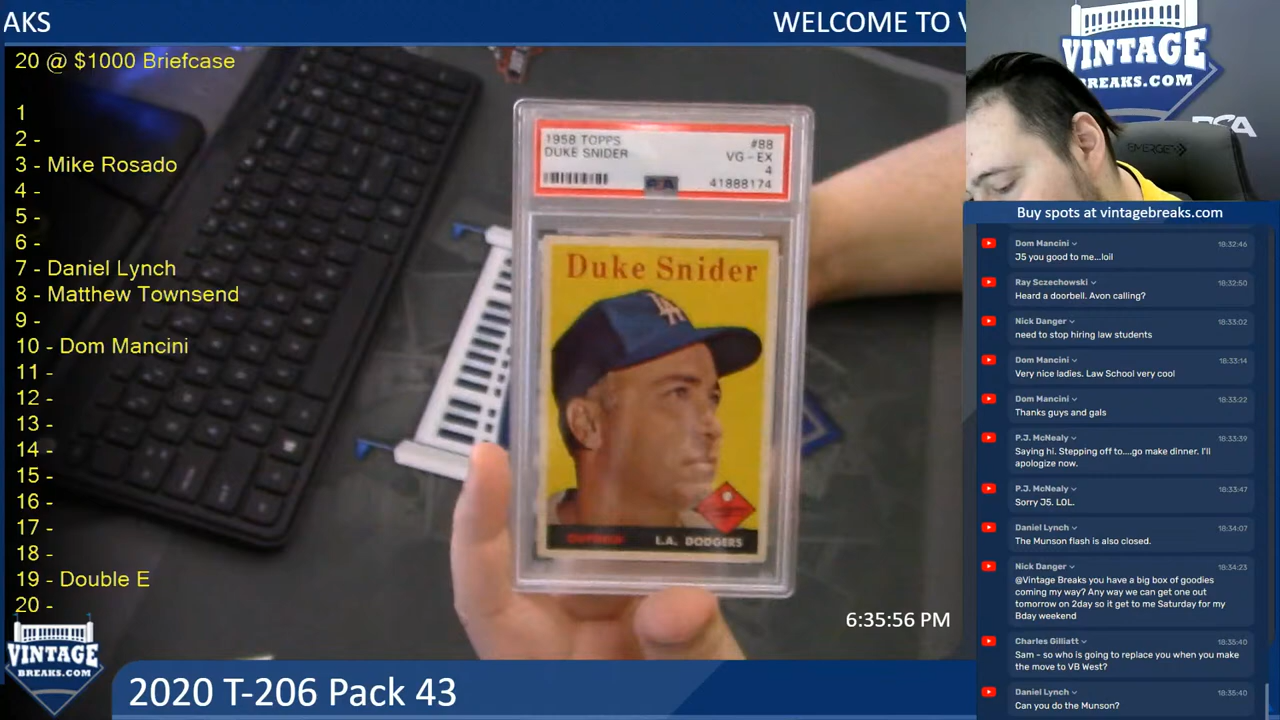 AKS
WELCOME TO V
20 @ $1000 Briefcase
1
2 -
3 - Mike Rosado
4 -
5 -
6 -
7 - Daniel Lynch
8 - Matthew Townsend
9 -
10 - Dom Mancini
11 -
12 -
13 -
14 -
15 -
16 -
17 -
18 -
19 - Double E
20 -
VINTAGE
BREAKS.COM
1958 TOPPS #88
DUKE SNIDER VG - EX
4
PSA 41888174
Duke Snider
LA
OUTFIELD L.A. DODGERS
6:35:56 PM
2020 T-206 Pack 43
VINTAGE
BREAKS.COM
PSA
Buy spots at vintagebreaks.com
Dom Mancini 18:32:46
J5 you good to me...loil
Ray Sczechowski 18:32:50
Heard a doorbell. Avon calling?
Nick Danger 18:33:02
need to stop hiring law students
Dom Mancini 18:33:14
Very nice ladies. Law School very cool
Dom Mancini 18:33:22
Thanks guys and gals
P.J. McNealy 18:33:39
Saying hi. Stepping off to....go make dinner. I'll
apologize now.
P.J. McNealy 18:33:47
Sorry J5. LOL.
Daniel Lynch 18:34:07
The Munson flash is also closed.
Nick Danger 18:34:23
@Vintage Breaks you have a big box of goodies
coming my way? Any way we can get one out
tomorrow on 2day so it get to me Saturday for my
Bday weekend
Charles Gilliatt 18:35:40
Sam - so who is going to replace you when you make
the move to VB West?
Daniel Lynch 18:35:40
Can you do the Munson?